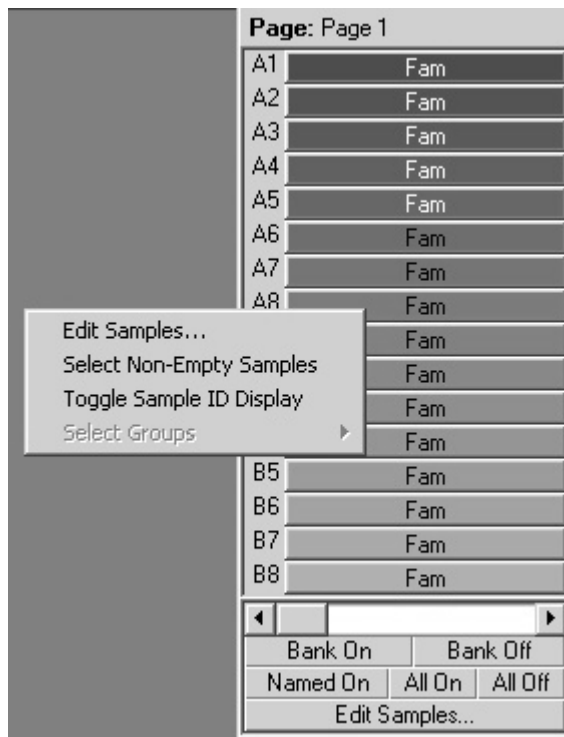 Page: Page 1
A1 Fam
A2 Fam
A3 Fam
A4 Fam
A5 Fam
A6 Fam
A7 Fam
A8 Fam
Fam
Fam
Fam
Fam
B5 Fam
B6 Fam
B7 Fam
B8 Fam
Edit Samples...
Select Non-Empty Samples
Toggle Sample ID Display
Select Groups
Bank On Bank Off
Named On All On All Off
Edit Samples...